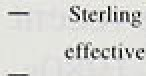 — Sterling
effective
—